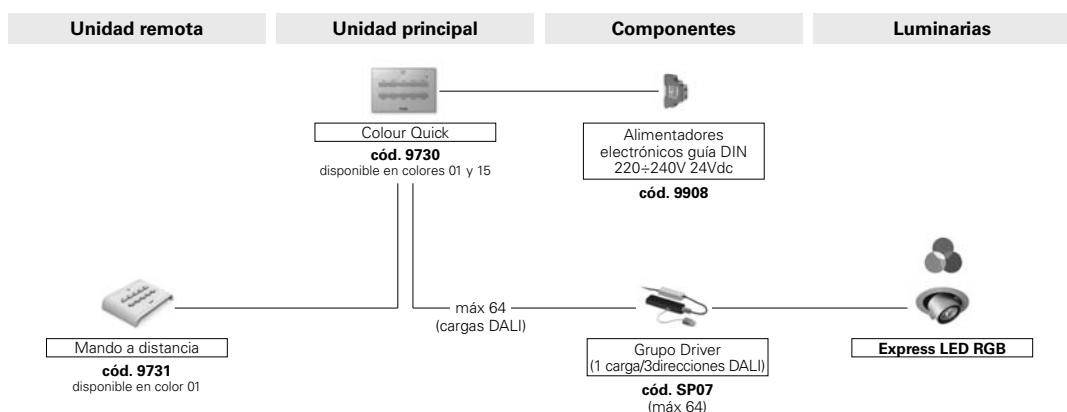 Unidad remota
Unidad principal
Componentes
Luminarias
Colour Quick
cód. 9730
disponible en colores 01 y 15
Alimentadores
electrónicos guía DIN
220÷240V 24Vdc
cód. 9908
máx 64
(cargas DALI)
Mando a distancia
cód. 9731
disponible en color 01
Grupo Driver
(1 carga/3direcciones DALI)
cód. SP07
(máx 64)
Express LED RGB